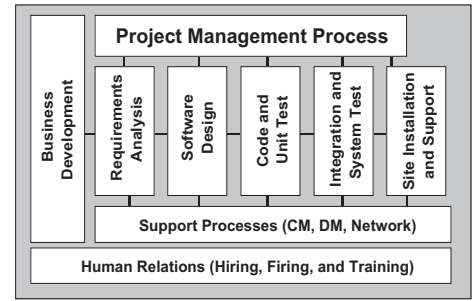 Project Management Process
Business
Development
Requirements
Analysis
Software
Design
Code and
Unit Test
Integration and
System Test
Site Installation
and Support
Support Processes (CM, DM, Network)
Human Relations (Hiring, Firing, and Training)